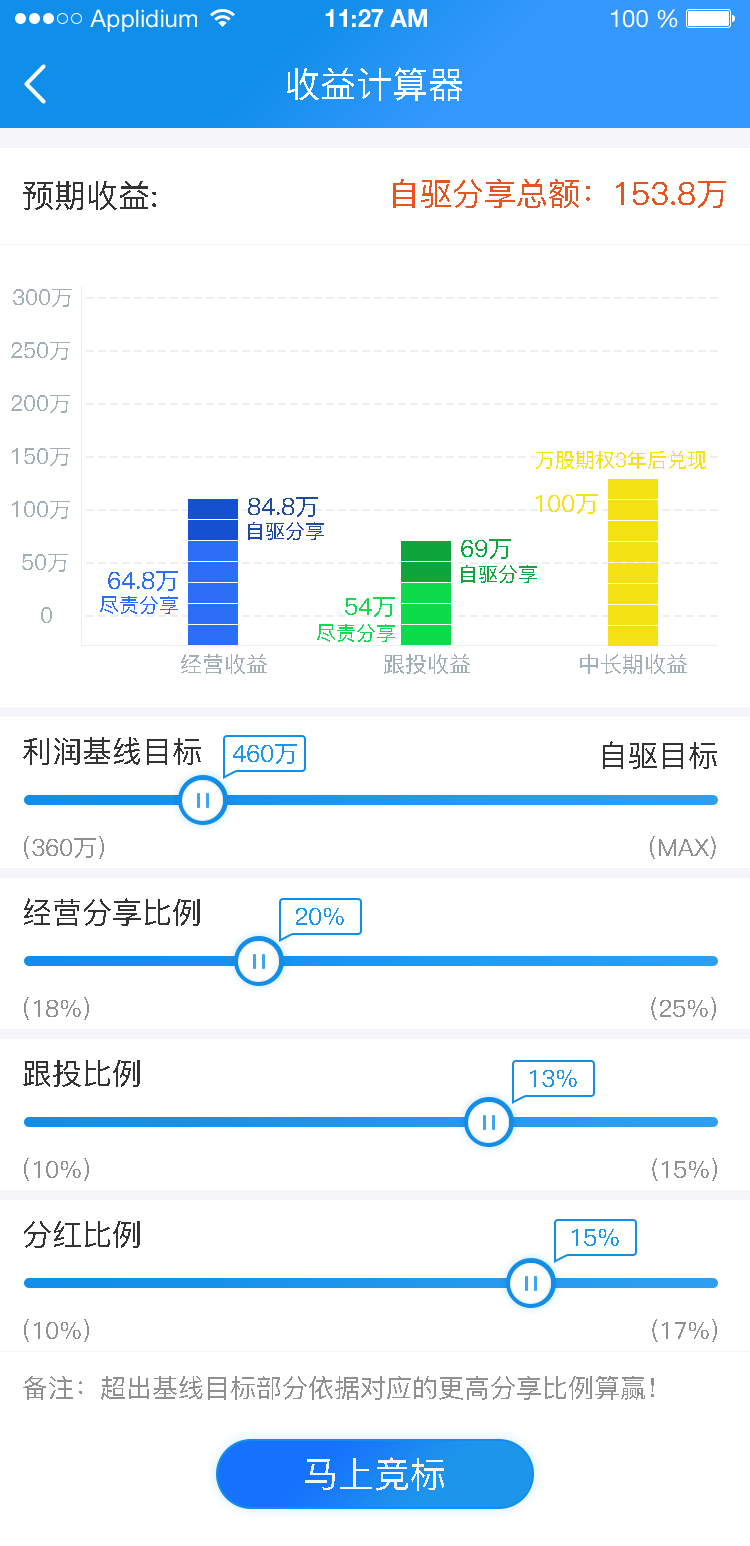 Applidium 11:27 AM 100 %
收益计算器
预期收益: 自驱分享总额：153.8万
300万
250万
200万
150万
万股期权3年后兑现
100万
100万
84.8万
自驱分享
69万
自驱分享
50万
64.8万
尽责分享
54万
尽责分享
0
经营收益 跟投收益 中长期收益
利润基线目标 460万 自驱目标
(360万) (MAX)
经营分享比例 20%
(18%) (25%)
跟投比例 13%
(10%) (15%)
分红比例 15%
(10%) (17%)
备注：超出基线目标部分依据对应的更高分享比例算赢!
马上竞标